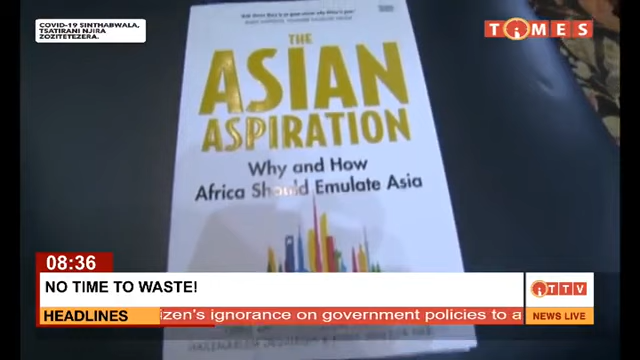 COVID-19 SINTHABWALA,
TSATIRANI NJIRA
ZOZITETEZERA.
TIMES
THE
ASIAN
ASPIRATION
Why and How
Africa Should Emulate Asia
08:36
NO TIME TO WASTE!
TTV
HEADLINES
izen's ignorance on government policies to a
NEWS LIVE